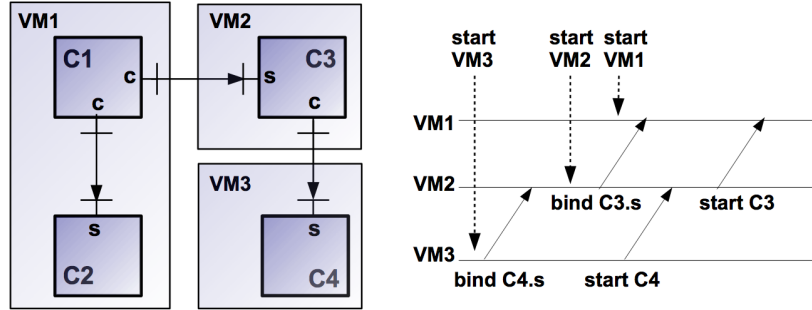 VM1
C1
c
c
s
C2
VM2
C3
s
c
VM3
s
C4
start
VM3
start
VM2
start
VM1
VM1
VM2
bind C3.s
start C3
VM3
bind C4.s
start C4